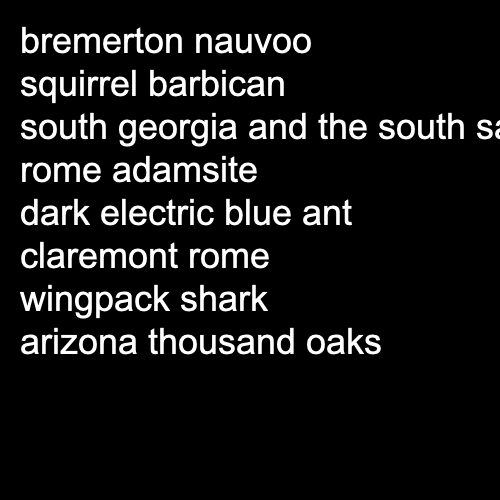 bremerton nauvoo
squirrel barbican
south georgia and the south
rome adamsite
dark electric blue ant
claremont rome
wingpack shark
arizona thousand oaks